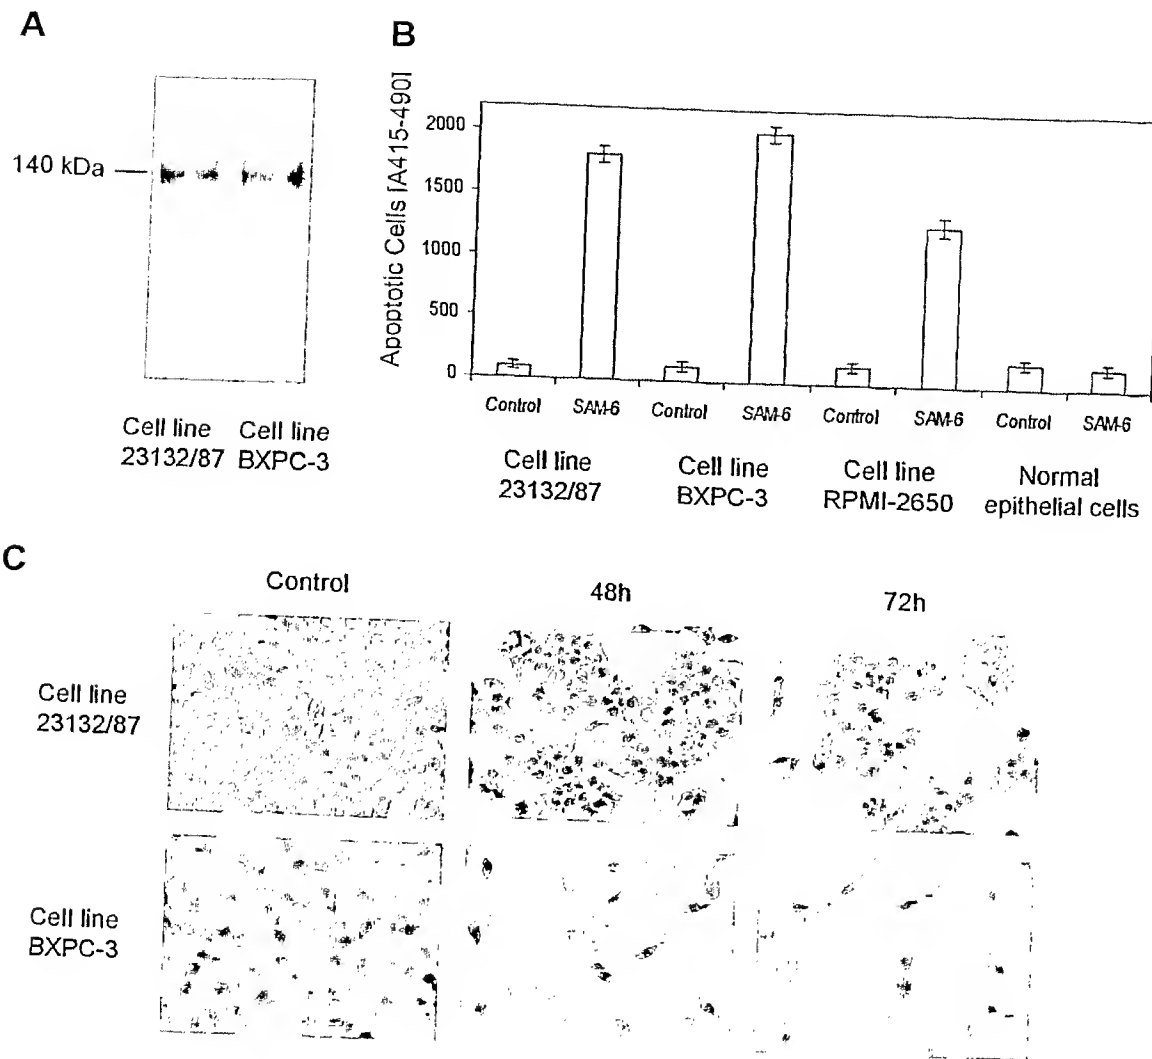 A
140 kDa
Cell line
23132/87
Cell line
BXPC-3
B
Apoptotic Cells [A415-490]
2000
1500
1000
500
0
Control
SAM-6
Control
SAM-6
Control
SAM-6
Control
SAM-6
Cell line
23132/87
Cell line
BXPC-3
Cell line
RPMI-2650
Normal
epithelial cells
C
Control
48h
72h
Cell line
23132/87
Cell line
BXPC-3